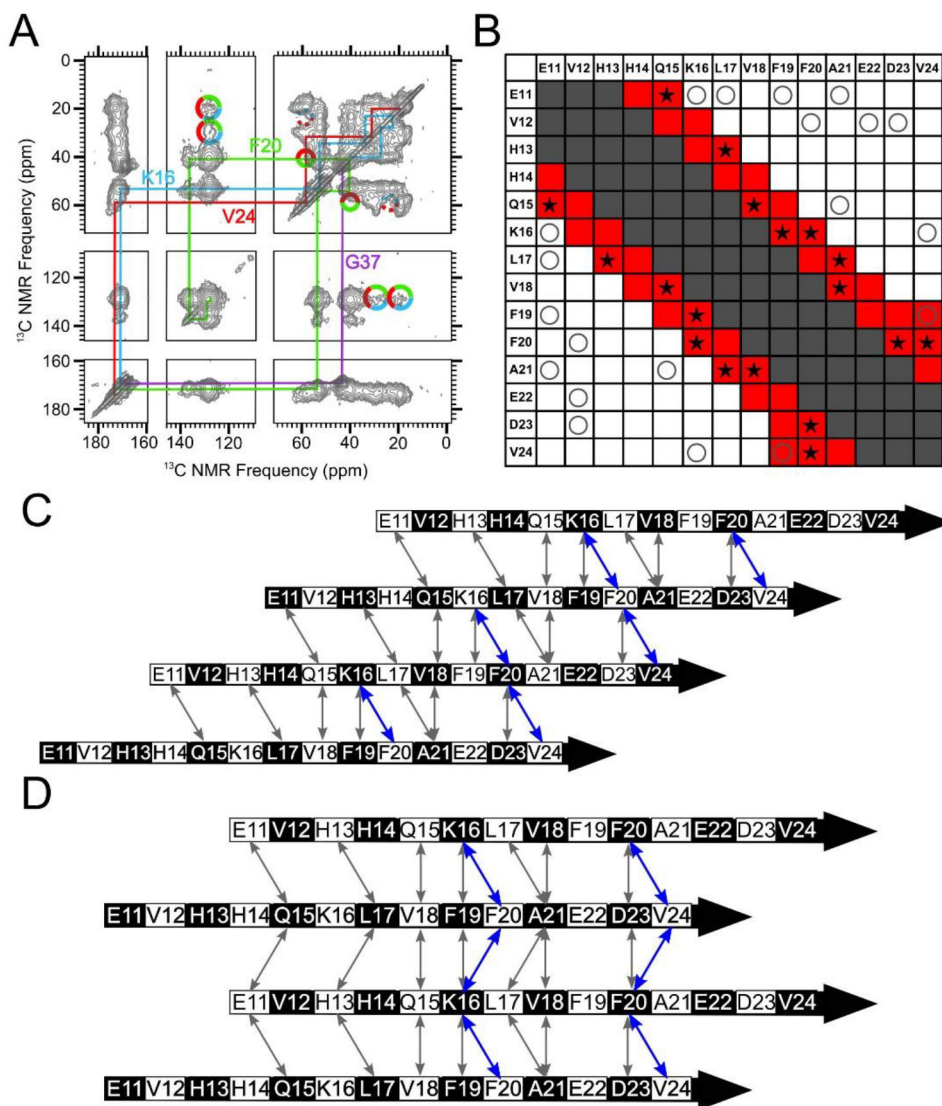 A
B
0
20
40
60
100
120
140
160
180
13C NMR Frequency (ppm)
13C NMR Frequency (ppm)
180
160
140
120
60
40
20
0
13C NMR Frequency (ppm)
F20
K16
V24
G37
E11 V12 H13 H14 Q15 K16 L17 V18 F19 F20 A21 E22 D23 V24
E11
V12
H13
H14
Q15
K16
L17
V18
F19
F20
A21
E22
D23
V24
C
E11 V12 H13 H14 Q15 K16 L17 V18 F19 F20 A21 E22 D23 V24
E11 V12 H13 H14 Q15 K16 L17 V18 F19 F20 A21 E22 D23 V24
E11 V12 H13 H14 Q15 K16 L17 V18 F19 F20 A21 E22 D23 V24
E11 V12 H13 H14 Q15 K16 L17 V18 F19 F20 A21 E22 D23 V24
D
E11 V12 H13 H14 Q15 K16 L17 V18 F19 F20 A21 E22 D23 V24
E11 V12 H13 H14 Q15 K16 L17 V18 F19 F20 A21 E22 D23 V24
E11 V12 H13 H14 Q15 K16 L17 V18 F19 F20 A21 E22 D23 V24
E11 V12 H13 H14 Q15 K16 L17 V18 F19 F20 A21 E22 D23 V24